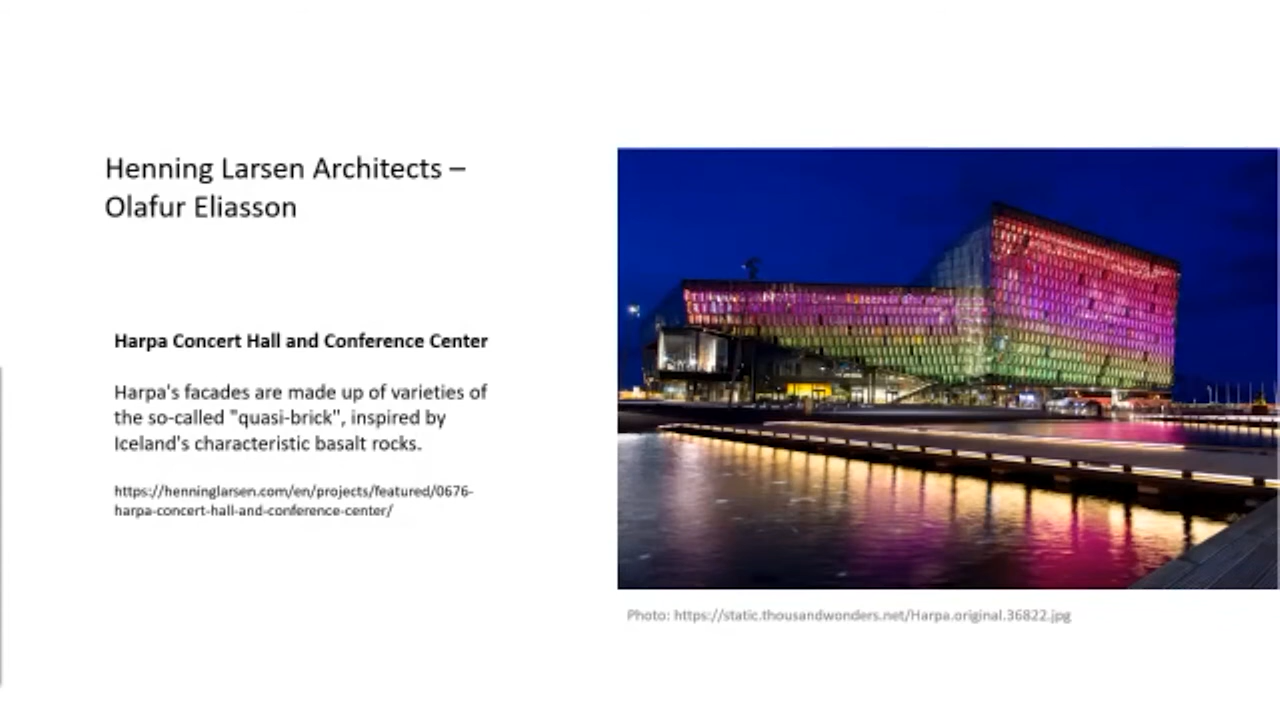 Henning Larsen Architects –
Olafur Eliasson
Harpa Concert Hall and Conference Center
Harpa's facades are made up of varieties of
the so-called "quasi-brick", inspired by
Iceland's characteristic basalt rocks.
https://henninglarsen.com/en/projects/featured/0676-
harpa-concert-hall-and-conference-center/
Photo: https://static.thousandwonders.net/Harpa.original.36822.jpg